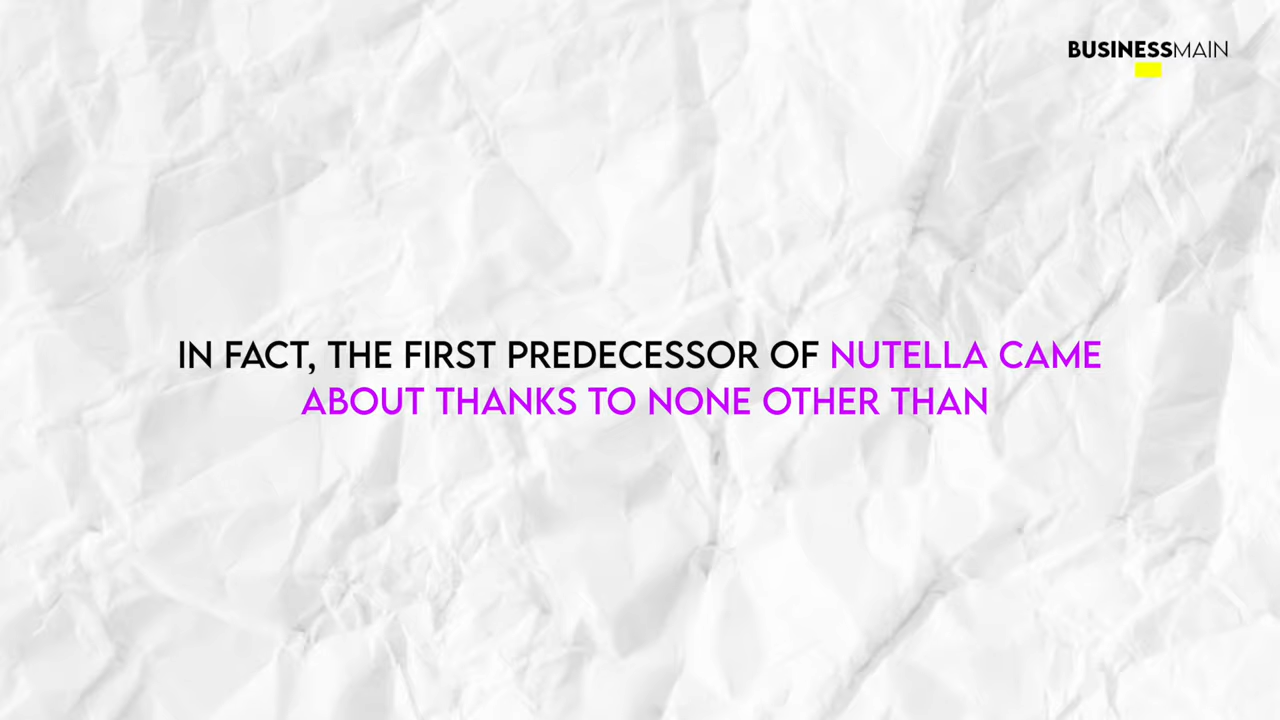 BUSINESSMAIN
IN FACT, THE FIRST PREDECESSOR OF NUTELLA CAME
ABOUT THANKS TO NONE OTHER THAN